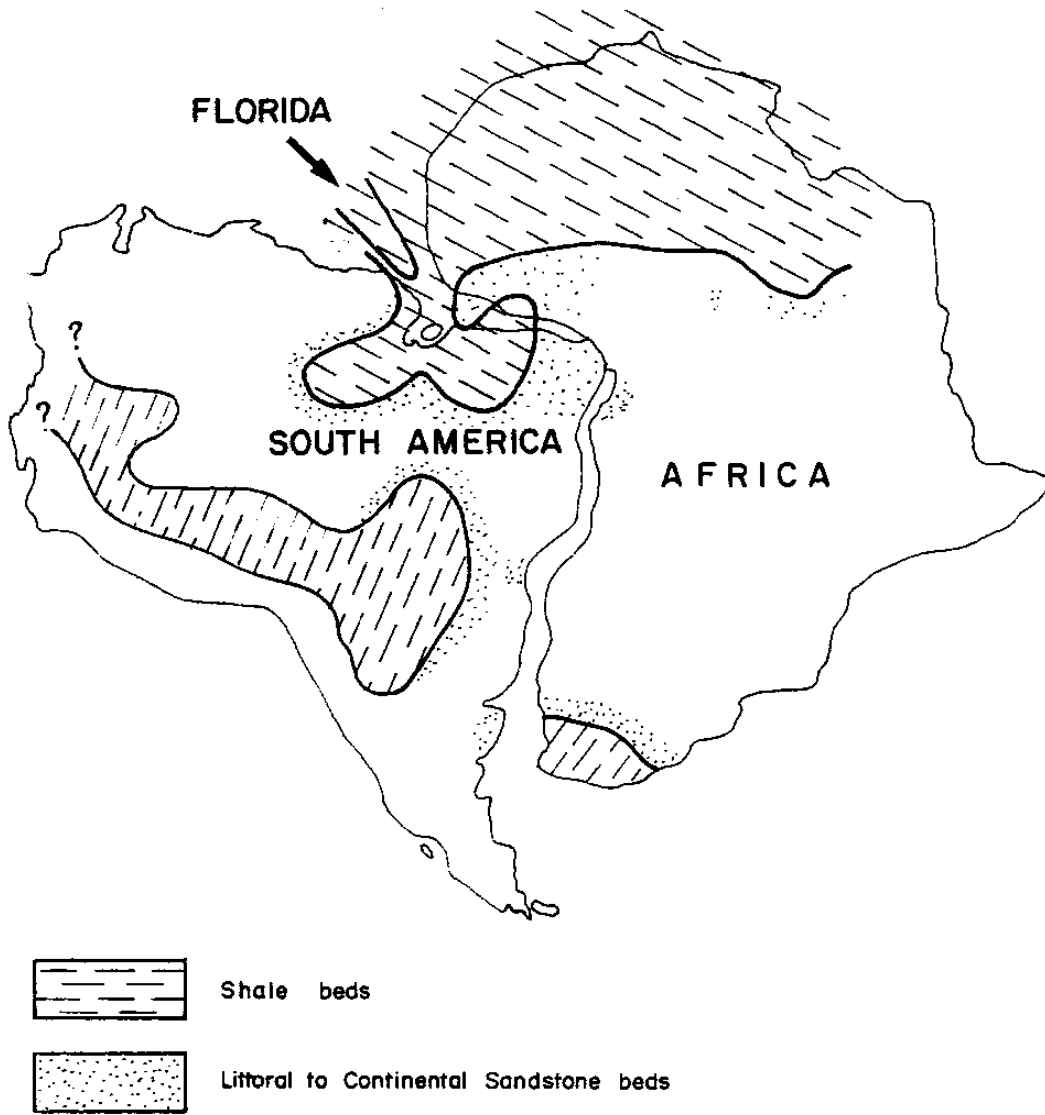 FLORIDA
?
?
SOUTH AMERICA
AFRICA
Shale beds
Littoral to Continental Sandstone beds